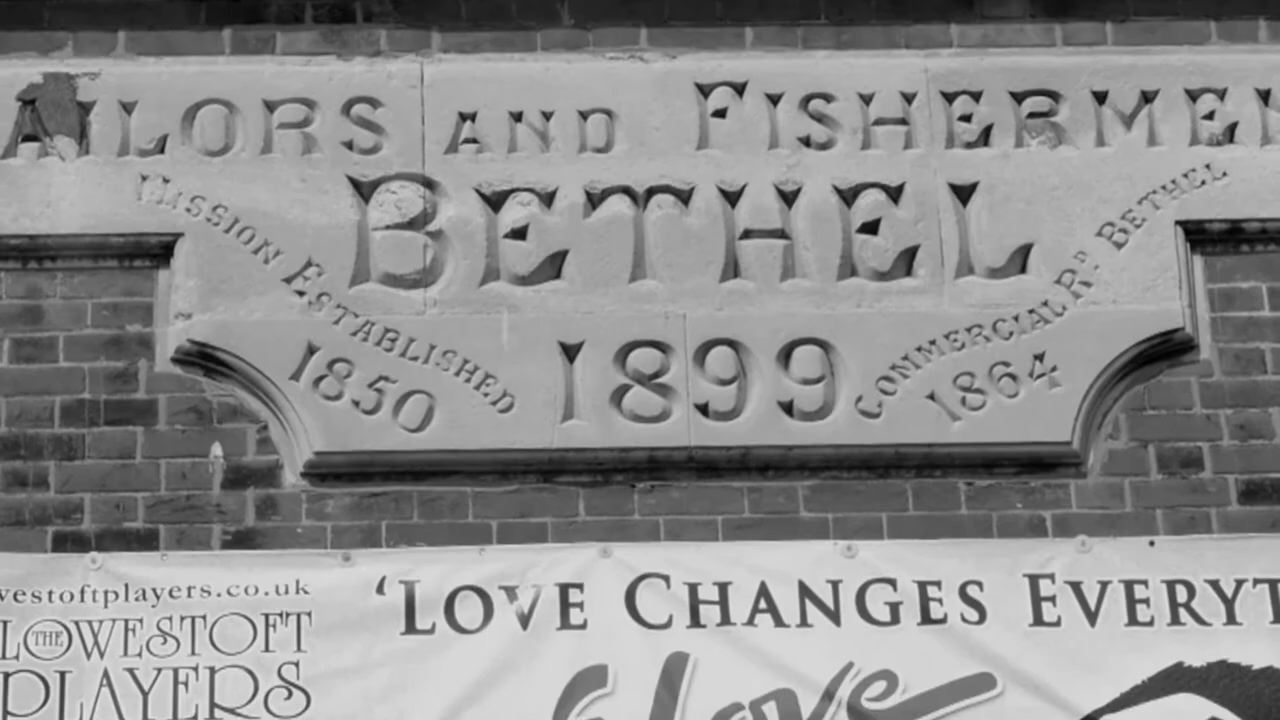 AILORS AND FISHERMEN
BETHEL
MISSION ESTABLISHED
1850
1899
COMMERCIAL RD. BETHEL
1864
westoftplayers.co.uk
THE LOWESTOFT
PLAYERS
'LOVE CHANGES EVERYT
love